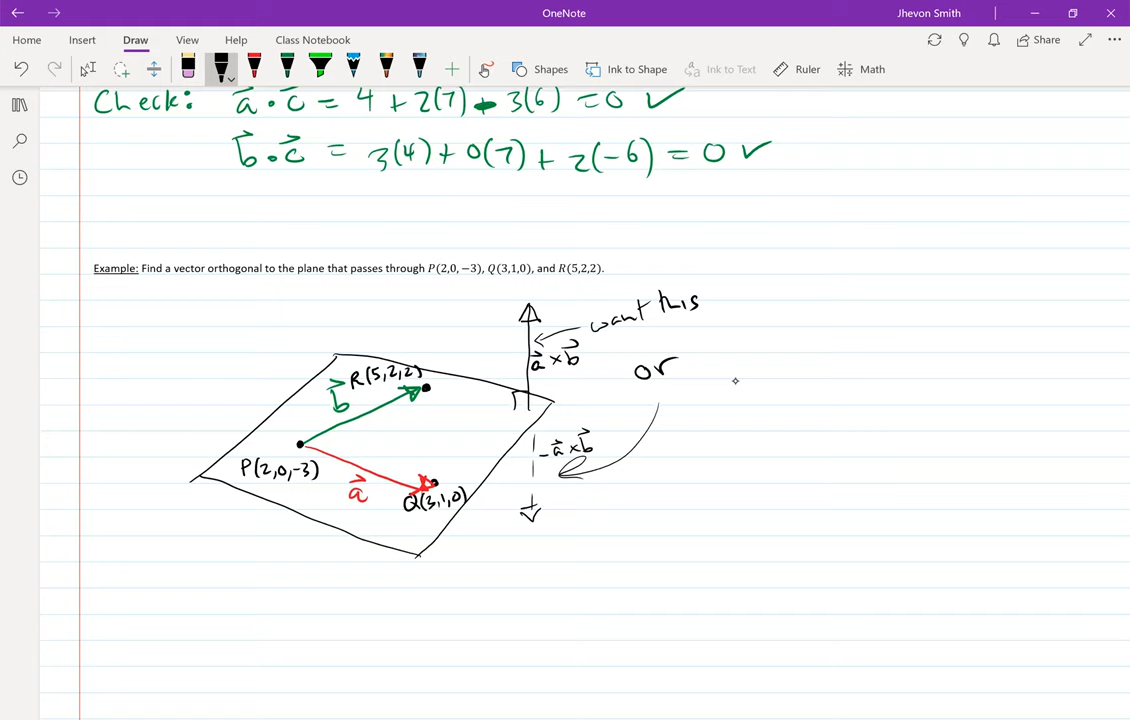 OneNote
Jhevon Smith
Home Insert Draw View Help Class Notebook
Share
Shapes Ink to Shape Ink to Text Ruler Math
Check: a⃗ • c⃗ = 4 + 2(7) - 3(6) = 0 ✓
b⃗ • c⃗ = 3(4) + 0(7) + 2(-6) = 0 ✓
Example: Find a vector orthogonal to the plane that passes through P(2,0,−3), Q(3,1,0), and R(5,2,2).
want this
a⃗ × b⃗
or
R(5,2,2)
b⃗
-a⃗ × b⃗
P(2,0,-3)
a⃗
Q(3,1,0)